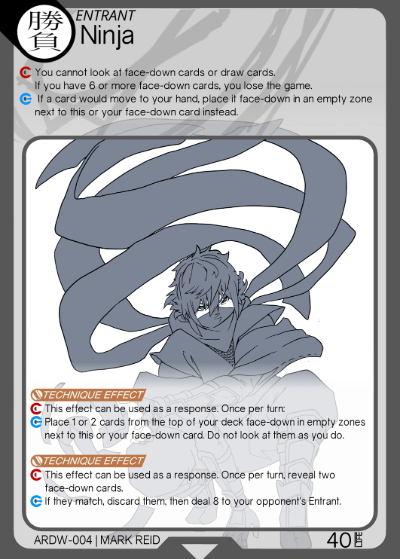 勝
負
ENTRANT
Ninja
C You cannot look at face-down cards or draw cards.
If you have 6 or more face-down cards, you lose the game.
E If a card would move to your hand, place it face-down in an empty zone
next to this or your face-down card instead.
TECHNIQUE EFFECT
C This effect can be used as a response. Once per turn:
E Place 1 or 2 cards from the top of your deck face-down in empty zones
next to this or your face-down card. Do not look at them as you do.
TECHNIQUE EFFECT
C This effect can be used as a response. Once per turn, reveal two
face-down cards.
E If they match, discard them, then deal 8 to your opponent's Entrant.
ARDW-004 | MARK REID
40 LIFE